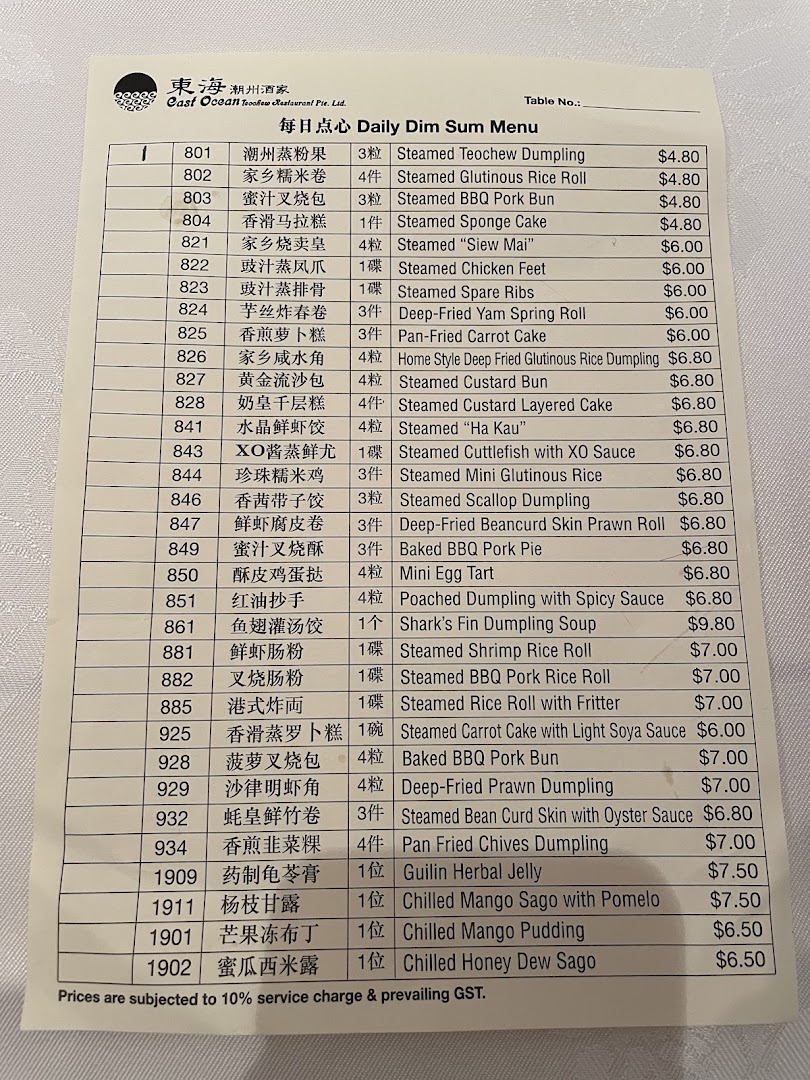 東海 潮州酒家
East Ocean Teochew Restaurant Pte. Ltd.
Table No.:
每日点心 Daily Dim Sum Menu
1 801 潮州蒸粉果 3粒 Steamed Teochew Dumpling $4.80
802 家乡糯米卷 4件 Steamed Glutinous Rice Roll $4.80
803 蜜汁叉烧包 3粒 Steamed BBQ Pork Bun $4.80
804 香滑马拉糕 1件 Steamed Sponge Cake $4.80
821 家乡烧卖皇 4粒 Steamed “Siew Mai” $6.00
822 豉汁蒸凤爪 1碟 Steamed Chicken Feet $6.00
823 豉汁蒸排骨 1碟 Steamed Spare Ribs $6.00
824 芋丝炸春卷 3件 Deep-Fried Yam Spring Roll $6.00
825 香煎萝卜糕 3件 Pan-Fried Carrot Cake $6.00
826 家乡咸水角 4粒 Home Style Deep Fried Glutinous Rice Dumpling $6.80
827 黄金流沙包 4粒 Steamed Custard Bun $6.80
828 奶皇千层糕 4件 Steamed Custard Layered Cake $6.80
841 水晶鲜虾饺 4粒 Steamed “Ha Kau” $6.80
843 XO酱蒸鲜尤 1碟 Steamed Cuttlefish with XO Sauce $6.80
844 珍珠糯米鸡 3件 Steamed Mini Glutinous Rice $6.80
846 香茜带子饺 3粒 Steamed Scallop Dumpling $6.80
847 鲜虾腐皮卷 3件 Deep-Fried Beancurd Skin Prawn Roll $6.80
849 蜜汁叉烧酥 3件 Baked BBQ Pork Pie $6.80
850 酥皮鸡蛋挞 4粒 Mini Egg Tart $6.80
851 红油抄手 4粒 Poached Dumpling with Spicy Sauce $6.80
861 鱼翅灌汤饺 1个 Shark's Fin Dumpling Soup $9.80
881 鲜虾肠粉 1碟 Steamed Shrimp Rice Roll $7.00
882 叉烧肠粉 1碟 Steamed BBQ Pork Rice Roll $7.00
885 港式炸両 1碟 Steamed Rice Roll with Fritter $7.00
925 香滑蒸罗卜糕 1碗 Steamed Carrot Cake with Light Soya Sauce $6.00
928 菠萝叉烧包 4粒 Baked BBQ Pork Bun $7.00
929 沙律明虾角 4粒 Deep-Fried Prawn Dumpling $7.00
932 蚝皇鲜竹卷 3件 Steamed Bean Curd Skin with Oyster Sauce $6.80
934 香煎韭菜粿 4件 Pan Fried Chives Dumpling $7.00
1909 药制龟苓膏 1位 Guilin Herbal Jelly $7.50
1911 杨枝甘露 1位 Chilled Mango Sago with Pomelo $7.50
1901 芒果冻布丁 1位 Chilled Mango Pudding $6.50
1902 蜜瓜西米露 1位 Chilled Honey Dew Sago $6.50
Prices are subjected to 10% service charge & prevailing GST.